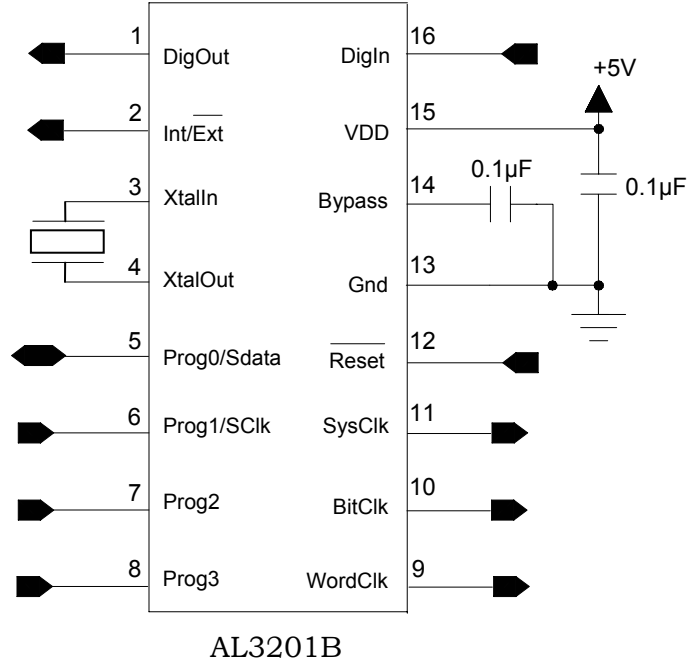 1
DigOut
DigIn
16
+5V
2
Int/Ext
VDD
15
3
XtalIn
Bypass
14
0.1µF
0.1µF
4
XtalOut
Gnd
13
5
Prog0/Sdata
Reset
12
6
Prog1/SClk
SysClk
11
7
Prog2
BitClk
10
8
Prog3
WordClk
9
AL3201B